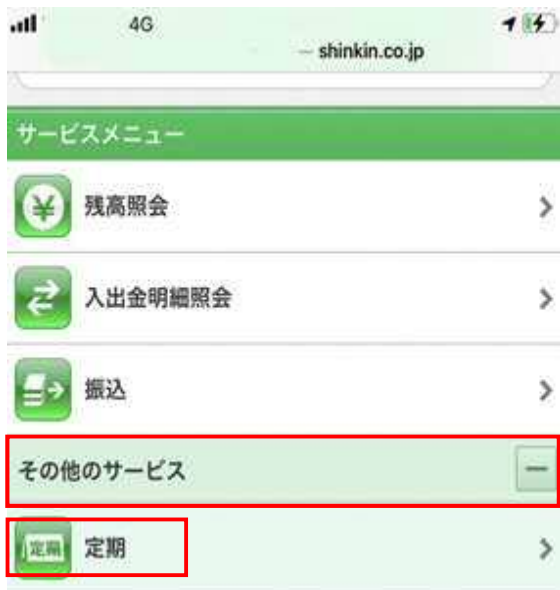 4G
shinkin.co.jp
サービスメニュー
¥ 残高照会
入出金明細照会
振込
その他のサービス
定期 定期